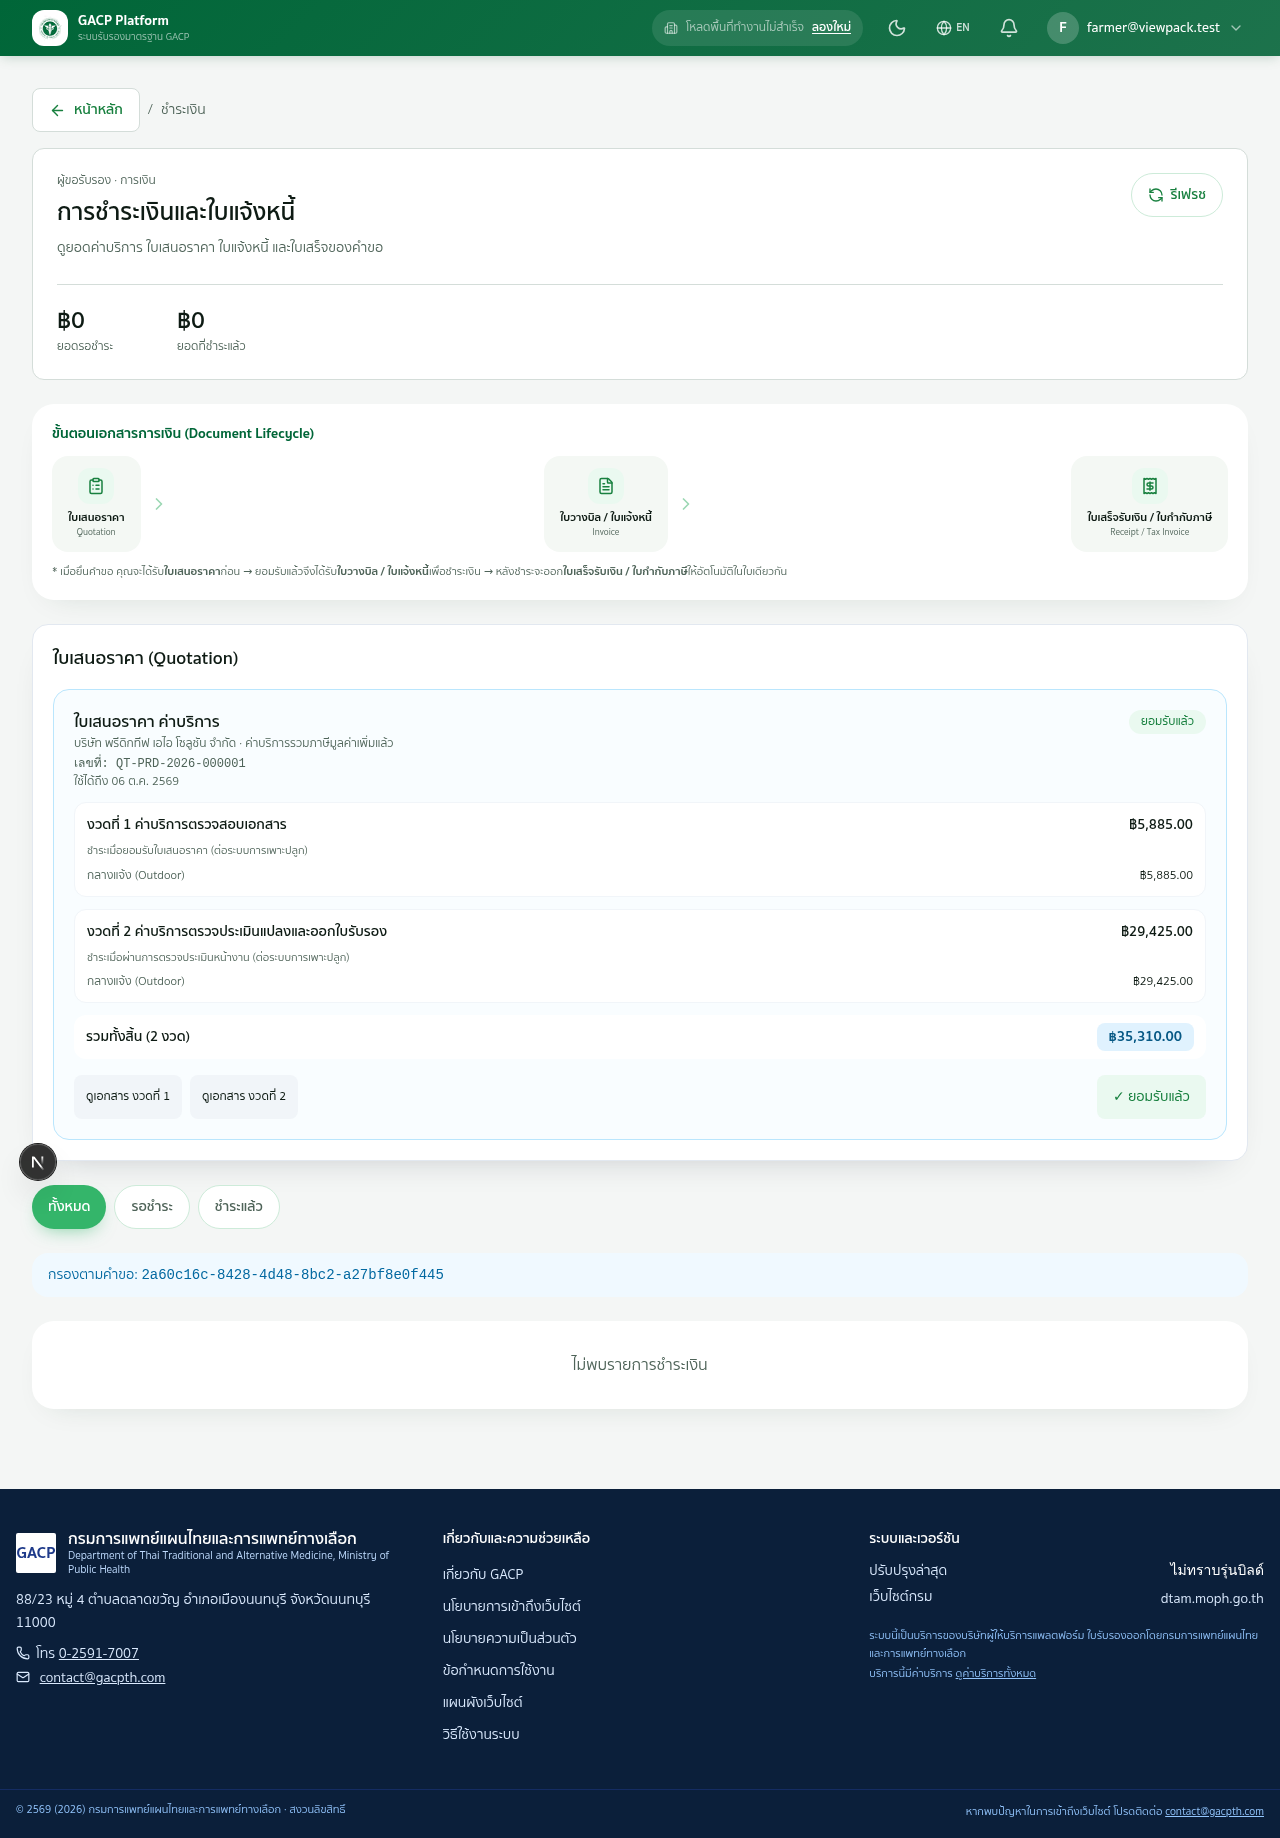 GACP Platform
ระบบรับรองมาตรฐาน GACP
โหลดพื้นที่ทำงานไม่สำเร็จ ลองใหม่
EN
F farmer@viewpack.test
หน้าหลัก / ชำระเงิน
ผู้ขอรับรอง · การเงิน
การชำระเงินและใบแจ้งหนี้
รีเฟรช
ดูยอดค่าบริการ ใบเสนอราคา ใบแจ้งหนี้ และใบเสร็จของคำขอ
฿0 ฿0
ยอดรอชำระ ยอดที่ชำระแล้ว
ขั้นตอนเอกสารการเงิน (Document Lifecycle)
ใบเสนอราคา
Quotation
ใบวางบิล / ใบแจ้งหนี้
Invoice
ใบเสร็จรับเงิน / ใบกำกับภาษี
Receipt / Tax Invoice
* เมื่อยื่นคำขอ คุณจะได้รับใบเสนอราคาก่อน → ยอมรับแล้วจึงได้รับใบวางบิล / ใบแจ้งหนี้เพื่อชำระเงิน → หลังชำระจะออกใบเสร็จรับเงิน / ใบกำกับภาษีให้อัตโนมัติในใบเดียวกัน
ใบเสนอราคา (Quotation)
ใบเสนอราคา ค่าบริการ
ยอมรับแล้ว
บริษัท พรีดิกทีฟ เอไอ โซลูชัน จำกัด · ค่าบริการรวมภาษีมูลค่าเพิ่มแล้ว
เลขที่: QT-PRD-2026-000001
ใช้ได้ถึง 06 ต.ค. 2569
งวดที่ 1 ค่าบริการตรวจสอบเอกสาร ฿5,885.00
ชำระเมื่อยอมรับใบเสนอราคา (ต่อระบบการเพาะปลูก)
กลางแจ้ง (Outdoor) ฿5,885.00
งวดที่ 2 ค่าบริการตรวจประเมินแปลงและออกใบรับรอง ฿29,425.00
ชำระเมื่อผ่านการตรวจประเมินหน้างาน (ต่อระบบการเพาะปลูก)
กลางแจ้ง (Outdoor) ฿29,425.00
รวมทั้งสิ้น (2 งวด) ฿35,310.00
ดูเอกสาร งวดที่ 1 ดูเอกสาร งวดที่ 2 ✓ ยอมรับแล้ว
N
ทั้งหมด รอชำระ ชำระแล้ว
กรองตามคำขอ: 2a60c16c-8428-4d48-8bc2-a27bf8e0f445
ไม่พบรายการชำระเงิน
GACP
กรมการแพทย์แผนไทยและการแพทย์ทางเลือก
Department of Thai Traditional and Alternative Medicine, Ministry of
Public Health
88/23 หมู่ 4 ตำบลตลาดขวัญ อำเภอเมืองนนทบุรี จังหวัดนนทบุรี
11000
โทร 0-2591-7007
contact@gacpth.com
เกี่ยวกับและความช่วยเหลือ
เกี่ยวกับ GACP
นโยบายการเข้าถึงเว็บไซต์
นโยบายความเป็นส่วนตัว
ข้อกำหนดการใช้งาน
แผนผังเว็บไซต์
วิธีใช้งานระบบ
ระบบและเวอร์ชัน
ปรับปรุงล่าสุด ไม่ทราบรุ่นบิลด์
เว็บไซต์กรม dtam.moph.go.th
ระบบนี้เป็นบริการของบริษัทผู้ให้บริการแพลตฟอร์ม ใบรับรองออกโดยกรมการแพทย์แผนไทย
และการแพทย์ทางเลือก
บริการนี้มีค่าบริการ ดูค่าบริการทั้งหมด
© 2569 (2026) กรมการแพทย์แผนไทยและการแพทย์ทางเลือก · สงวนลิขสิทธิ์
หากพบปัญหาในการเข้าถึงเว็บไซต์ โปรดติดต่อ contact@gacpth.com